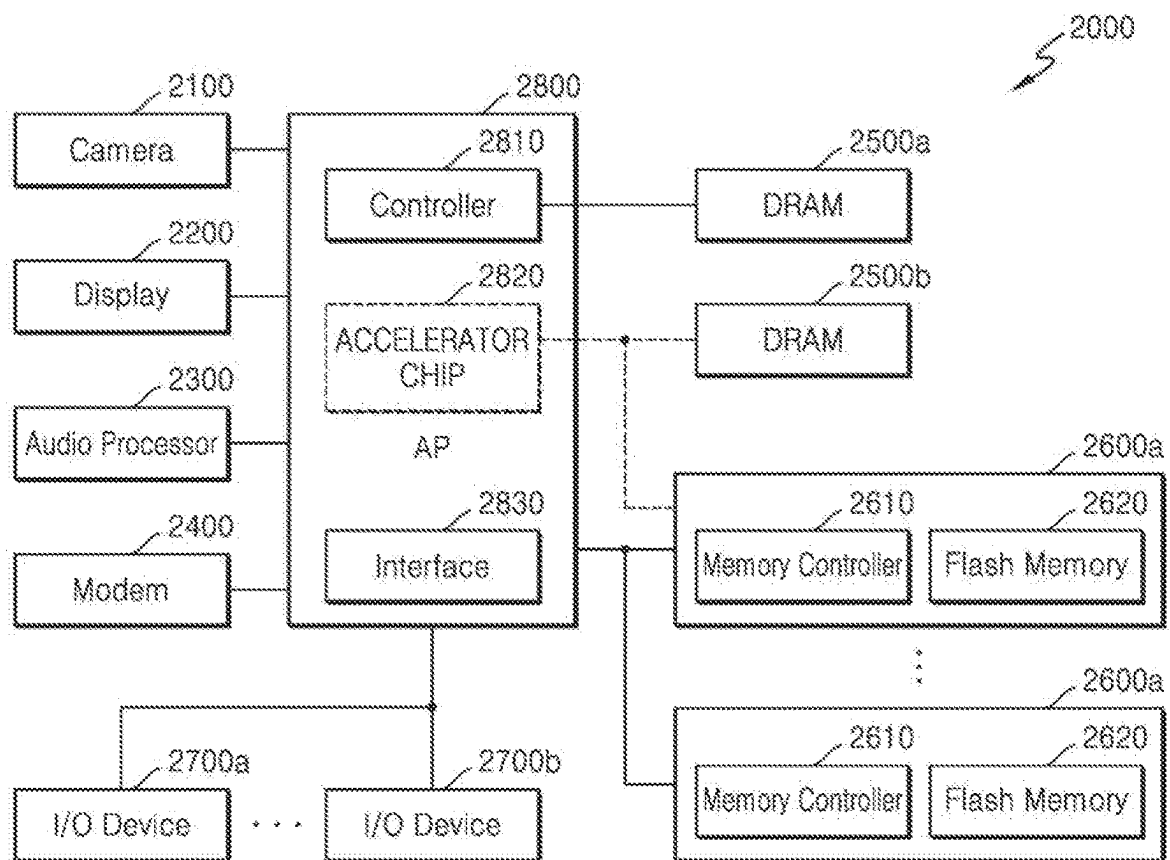 2000
2100
Camera
2200
Display
2300
Audio Processor
2400
Modem
2800
2810
Controller
2820
ACCELERATOR
CHIP
AP
2830
Interface
2500a
DRAM
2500b
DRAM
2600a
2610
Memory Controller
2620
Flash Memory
2600a
2610
Memory Controller
2620
Flash Memory
2700a
I/O Device
2700b
I/O Device